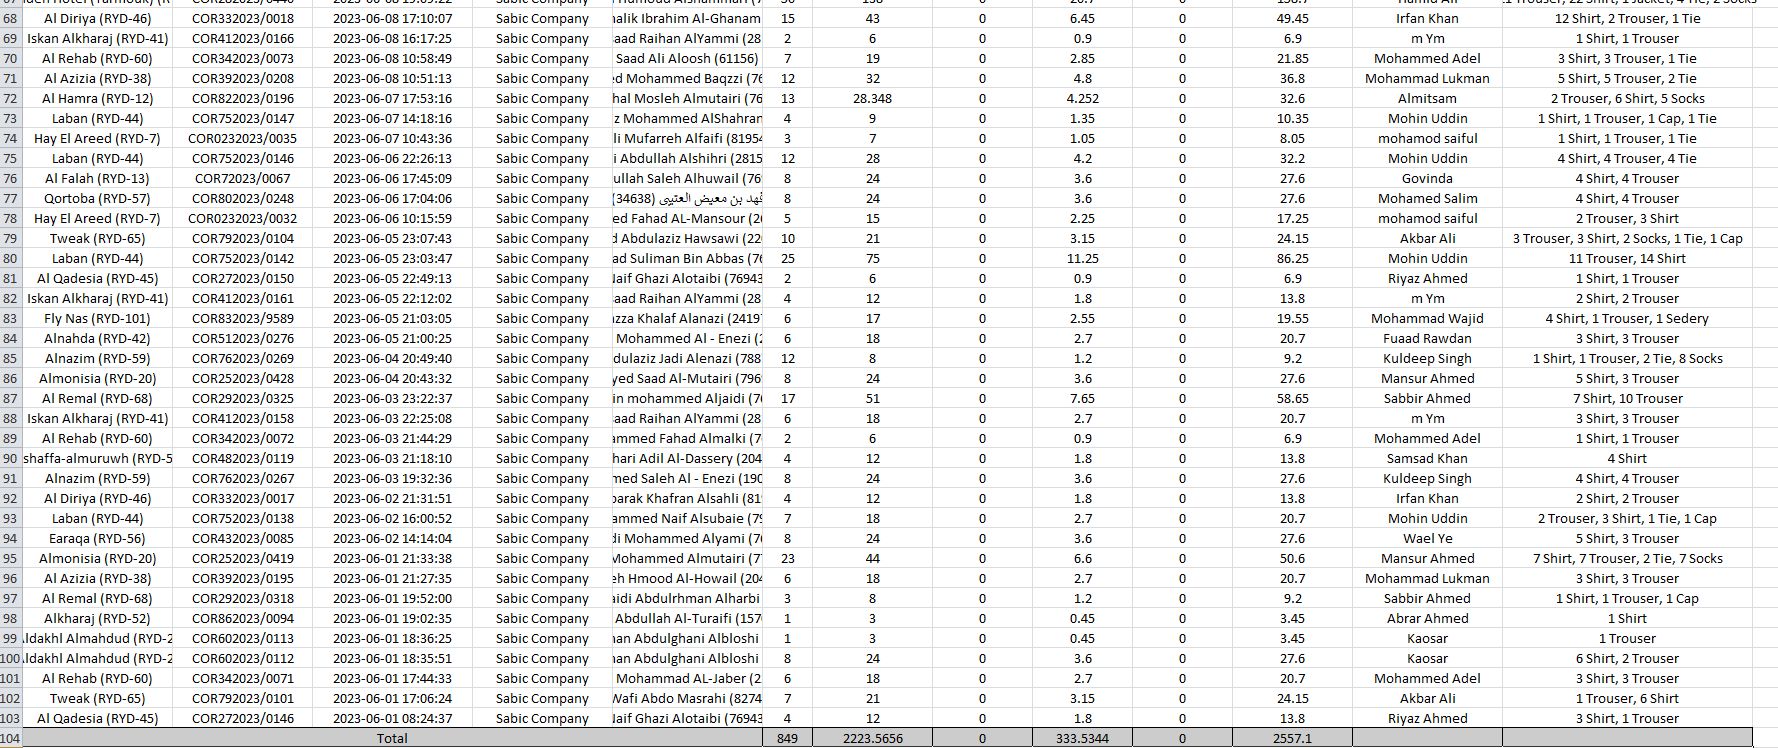 68 Al Diriya (RYD-46) COR332023/0018 2023-06-08 17:10:07 Sabic Company alik Ibrahim Al-Ghanam 15 43 0 6.45 0 49.45 Irfan Khan 12 Shirt, 2 Trouser, 1 Tie
69 Iskan Alkharaj (RYD-41) COR412023/0166 2023-06-08 16:17:25 Sabic Company aad Raihan AlYammi (28 2 6 0 0.9 0 6.9 m Ym 1 Shirt, 1 Trouser
70 Al Rehab (RYD-60) COR342023/0073 2023-06-08 10:58:49 Sabic Company Saad Ali Aloosh (61156) 7 19 0 2.85 0 21.85 Mohammed Adel 3 Shirt, 3 Trouser, 1 Tie
71 Al Azizia (RYD-38) COR392023/0208 2023-06-08 10:51:13 Sabic Company ed Mohammed Baqzzi (76 12 32 0 4.8 0 36.8 Mohammad Lukman 5 Shirt, 5 Trouser, 2 Tie
72 Al Hamra (RYD-12) COR822023/0196 2023-06-07 17:53:16 Sabic Company hal Mosleh Almutairi (76 13 28.348 0 4.252 0 32.6 Almitsam 2 Trouser, 6 Shirt, 5 Socks
73 Laban (RYD-44) COR752023/0147 2023-06-07 14:18:16 Sabic Company z Mohammed AlShahran 4 9 0 1.35 0 10.35 Mohin Uddin 1 Shirt, 1 Trouser, 1 Cap, 1 Tie
74 Hay El Areed (RYD-7) COR0232023/0035 2023-06-07 10:43:36 Sabic Company li Mufarreh Alfaifi (81954 3 7 0 1.05 0 8.05 mohamod saiful 1 Shirt, 1 Trouser, 1 Tie
75 Laban (RYD-44) COR752023/0146 2023-06-06 22:26:13 Sabic Company i Abdullah Alshihri (2815 12 28 0 4.2 0 32.2 Mohin Uddin 4 Shirt, 4 Trouser, 4 Tie
76 Al Falah (RYD-13) COR72023/0067 2023-06-06 17:45:09 Sabic Company ullah Saleh Alhuwail (76 8 24 0 3.6 0 27.6 Govinda 4 Shirt, 4 Trouser
77 Qortoba (RYD-57) COR802023/0248 2023-06-06 17:04:06 Sabic Company فهد بن معيض العتيبى (34638) 8 24 0 3.6 0 27.6 Mohamed Salim 4 Shirt, 4 Trouser
78 Hay El Areed (RYD-7) COR0232023/0032 2023-06-06 10:15:59 Sabic Company ed Fahad AL-Mansour (20 5 15 0 2.25 0 17.25 mohamod saiful 2 Trouser, 3 Shirt
79 Tweak (RYD-65) COR792023/0104 2023-06-05 23:07:43 Sabic Company d Abdulaziz Hawsawi (220 10 21 0 3.15 0 24.15 Akbar Ali 3 Trouser, 3 Shirt, 2 Socks, 1 Tie, 1 Cap
80 Laban (RYD-44) COR752023/0142 2023-06-05 23:03:47 Sabic Company ad Suliman Bin Abbas (76 25 75 0 11.25 0 86.25 Mohin Uddin 11 Trouser, 14 Shirt
81 Al Qadesia (RYD-45) COR272023/0150 2023-06-05 22:49:13 Sabic Company Naif Ghazi Alotaibi (76943 2 6 0 0.9 0 6.9 Riyaz Ahmed 1 Shirt, 1 Trouser
82 Iskan Alkharaj (RYD-41) COR412023/0161 2023-06-05 22:12:02 Sabic Company aad Raihan AlYammi (28 4 12 0 1.8 0 13.8 m Ym 2 Shirt, 2 Trouser
83 Fly Nas (RYD-101) COR832023/9589 2023-06-05 21:03:05 Sabic Company zza Khalaf Alanazi (2419 6 17 0 2.55 0 19.55 Mohammad Wajid 4 Shirt, 1 Trouser, 1 Sedery
84 Alnahda (RYD-42) COR512023/0276 2023-06-05 21:00:25 Sabic Company Mohammed Al - Enezi (2 6 18 0 2.7 0 20.7 Fuaad Rawdan 3 Shirt, 3 Trouser
85 Alnazim (RYD-59) COR762023/0269 2023-06-04 20:49:40 Sabic Company dulaziz Jadi Alenazi (788 12 8 0 1.2 0 9.2 Kuldeep Singh 1 Shirt, 1 Trouser, 2 Tie, 8 Socks
86 Almonisia (RYD-20) COR252023/0428 2023-06-04 20:43:32 Sabic Company yed Saad Al-Mutairi (796 8 24 0 3.6 0 27.6 Mansur Ahmed 5 Shirt, 3 Trouser
87 Al Remal (RYD-68) COR292023/0325 2023-06-03 23:22:37 Sabic Company in mohammed Aljaidi (7 17 51 0 7.65 0 58.65 Sabbir Ahmed 7 Shirt, 10 Trouser
88 Iskan Alkharaj (RYD-41) COR412023/0158 2023-06-03 22:25:08 Sabic Company aad Raihan AlYammi (28 6 18 0 2.7 0 20.7 m Ym 3 Shirt, 3 Trouser
89 Al Rehab (RYD-60) COR342023/0072 2023-06-03 21:44:29 Sabic Company ammed Fahad Almalki (7 2 6 0 0.9 0 6.9 Mohammed Adel 1 Shirt, 1 Trouser
90 shaffa-almuruwh (RYD-5 COR482023/0119 2023-06-03 21:18:10 Sabic Company hari Adil Al-Dassery (204 4 12 0 1.8 0 13.8 Samsad Khan 4 Shirt
91 Alnazim (RYD-59) COR762023/0267 2023-06-03 19:32:36 Sabic Company med Saleh Al - Enezi (190 8 24 0 3.6 0 27.6 Kuldeep Singh 4 Shirt, 4 Trouser
92 Al Diriya (RYD-46) COR332023/0017 2023-06-02 21:31:51 Sabic Company barak Khafran Alsahli (81 4 12 0 1.8 0 13.8 Irfan Khan 2 Shirt, 2 Trouser
93 Laban (RYD-44) COR752023/0138 2023-06-02 16:00:52 Sabic Company ammed Naif Alsubaie (79 7 18 0 2.7 0 20.7 Mohin Uddin 2 Trouser, 3 Shirt, 1 Tie, 1 Cap
94 Earaqa (RYD-56) COR432023/0085 2023-06-02 14:14:04 Sabic Company di Mohammed Alyami (7 8 24 0 3.6 0 27.6 Wael Ye 5 Shirt, 3 Trouser
95 Almonisia (RYD-20) COR252023/0419 2023-06-01 21:33:38 Sabic Company Mohammed Almutairi (7 23 44 0 6.6 0 50.6 Mansur Ahmed 7 Shirt, 7 Trouser, 2 Tie, 7 Socks
96 Al Azizia (RYD-38) COR392023/0195 2023-06-01 21:27:35 Sabic Company eh Hmood Al-Howail (204 6 18 0 2.7 0 20.7 Mohammad Lukman 3 Shirt, 3 Trouser
97 Al Remal (RYD-68) COR292023/0318 2023-06-01 19:52:00 Sabic Company aidi Abdulrhman Alharbi 3 8 0 1.2 0 9.2 Sabbir Ahmed 1 Shirt, 1 Trouser, 1 Cap
98 Alkharaj (RYD-52) COR862023/0094 2023-06-01 19:02:35 Sabic Company Abdullah Al-Turaifi (157 1 3 0 0.45 0 3.45 Abrar Ahmed 1 Shirt
99 Aldakhl Almahdud (RYD-2 COR602023/0113 2023-06-01 18:36:25 Sabic Company nan Abdulghani Albloshi 1 3 0 0.45 0 3.45 Kaosar 1 Trouser
100 Aldakhl Almahdud (RYD-2 COR602023/0112 2023-06-01 18:35:51 Sabic Company nan Abdulghani Albloshi 8 24 0 3.6 0 27.6 Kaosar 6 Shirt, 2 Trouser
101 Al Rehab (RYD-60) COR342023/0071 2023-06-01 17:44:33 Sabic Company Mohammad AL-Jaber (2 6 18 0 2.7 0 20.7 Mohammed Adel 3 Shirt, 3 Trouser
102 Tweak (RYD-65) COR792023/0101 2023-06-01 17:06:24 Sabic Company Wafi Abdo Masrahi (8274 7 21 0 3.15 0 24.15 Akbar Ali 1 Trouser, 6 Shirt
103 Al Qadesia (RYD-45) COR272023/0146 2023-06-01 08:24:37 Sabic Company Naif Ghazi Alotaibi (76943 4 12 0 1.8 0 13.8 Riyaz Ahmed 3 Shirt, 1 Trouser
104 Total 849 2223.5656 0 333.5344 0 2557.1